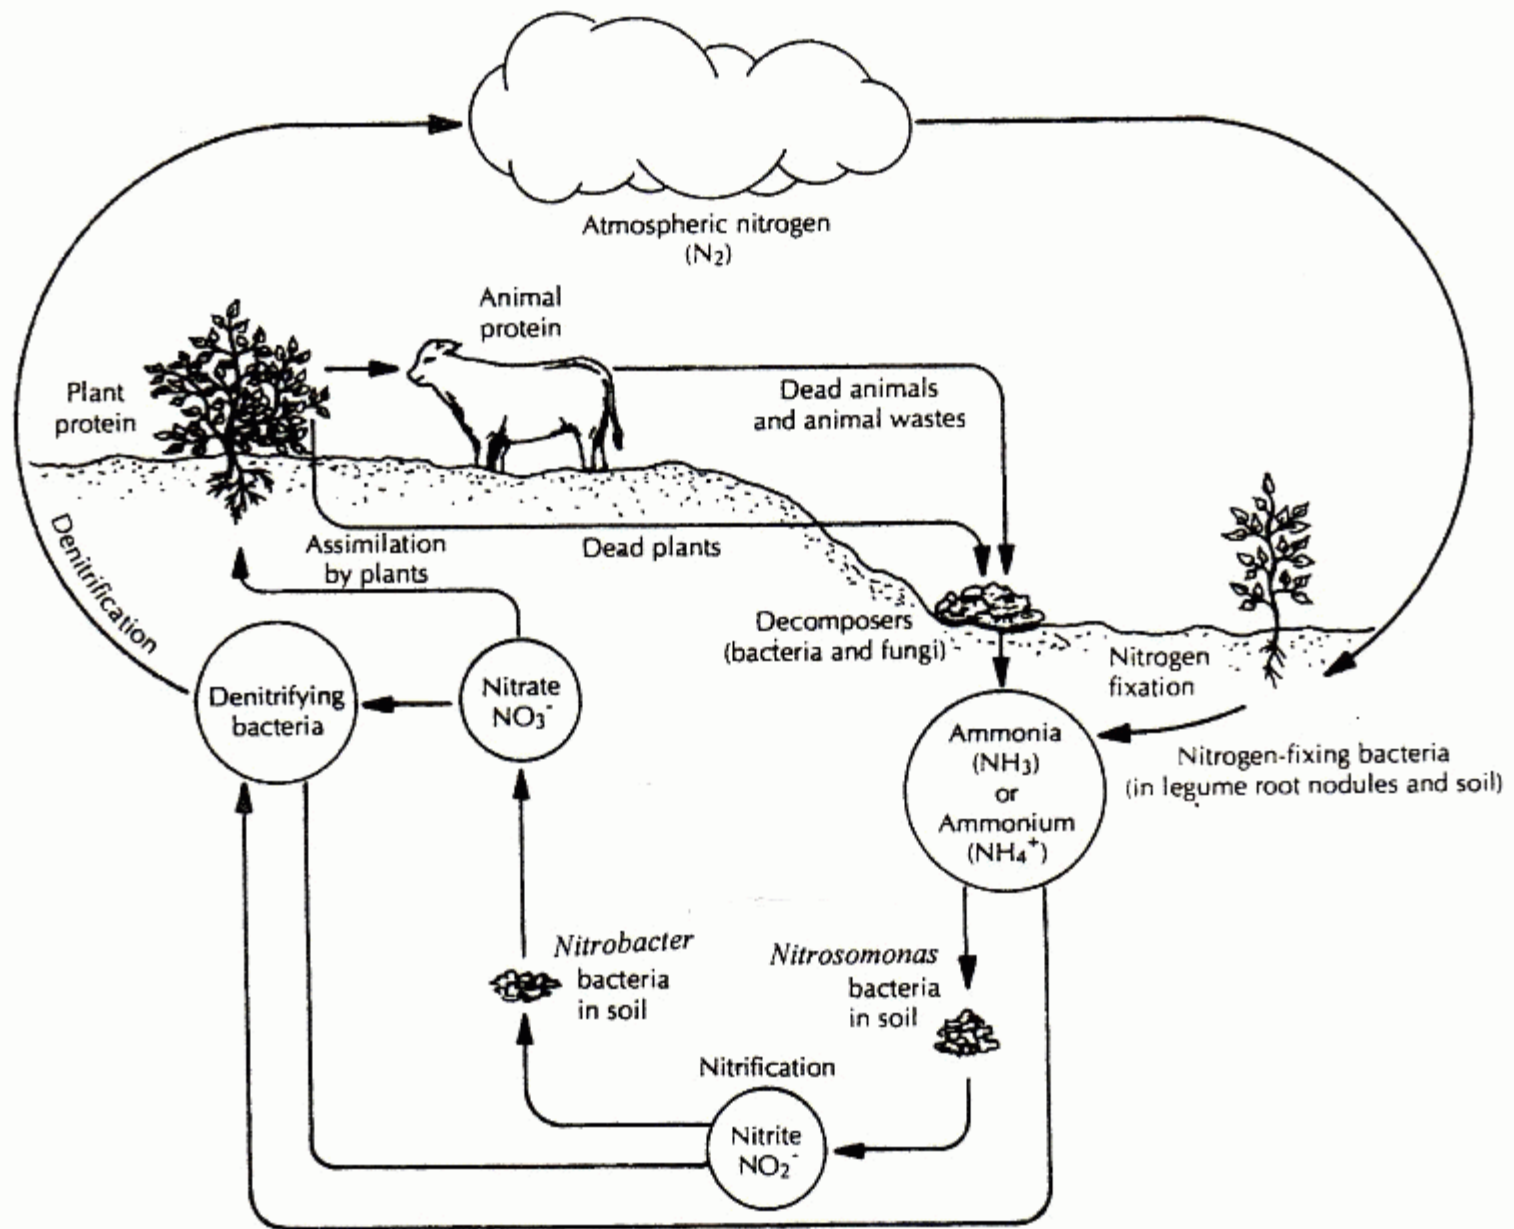 Atmospheric nitrogen
(N₂)
Animal
protein
Plant
protein
Dead animals
and animal wastes
Denitrification
Assimilation
by plants
Dead plants
Decomposers
(bacteria and fungi)
Nitrogen
fixation
Denitrifying
bacteria
Nitrate
NO₃⁻
Ammonia
(NH₃)
or
Ammonium
(NH₄⁺)
Nitrogen-fixing bacteria
(in legume root nodules and soil)
Nitrobacter
bacteria
in soil
Nitrosomonas
bacteria
in soil
Nitrification
Nitrite
NO₂⁻